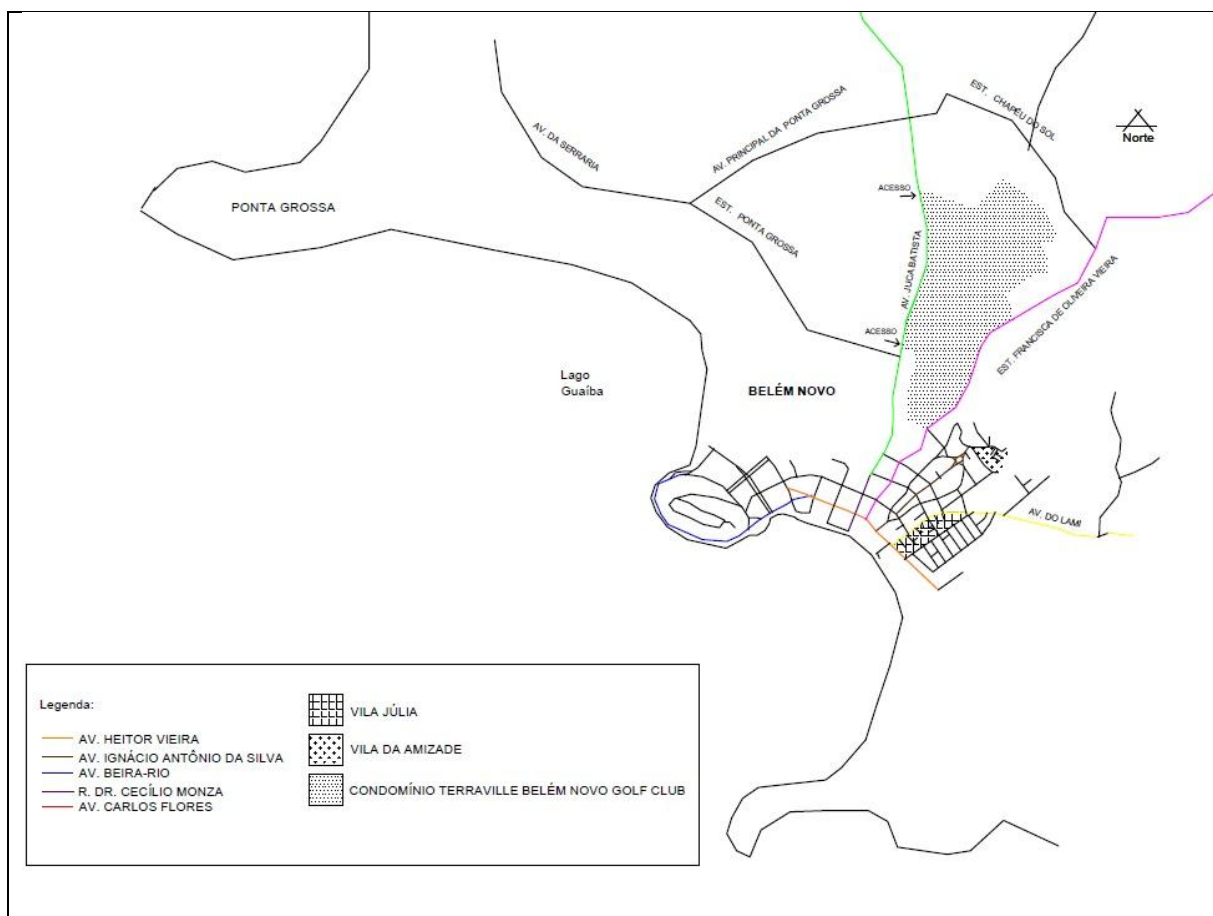 EST. CHAPÉU DO SOL
Norte
AV. PRINCIPAL DA PONTA GROSSA
AV. DA SERRARIA
ACESSO
PONTA GROSSA
EST. PONTA GROSSA
AV. JUCA BATISTA
EST. FRANCISCA DE OLIVEIRA VIEIRA
ACESSO
Lago
Guaíba
BELÉM NOVO
AV. DO LAMI
Legenda:
AV. HEITOR VIEIRA
AV. IGNÁCIO ANTÔNIO DA SILVA
AV. BEIRA-RIO
R. DR. CECÍLIO MONZA
AV. CARLOS FLORES
VILA JÚLIA
VILA DA AMIZADE
CONDOMÍNIO TERRAVILLE BELÉM NOVO GOLF CLUB